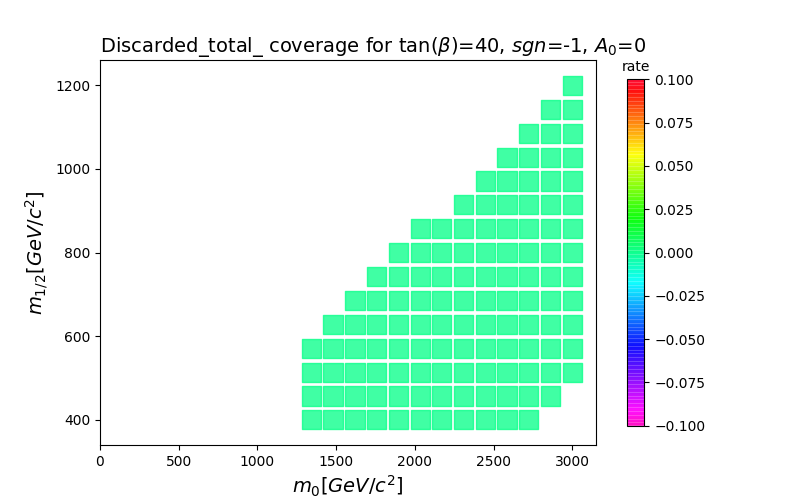 Discarded_total_ coverage for tan(β)=40, sgn=-1, A₀=0
rate
0.100
0.075
0.050
0.025
0.000
−0.025
−0.050
−0.075
−0.100
m₁/₂[GeV/c²]
1200
1000
800
600
400
0 500 1000 1500 2000 2500 3000
m₀[GeV/c²]